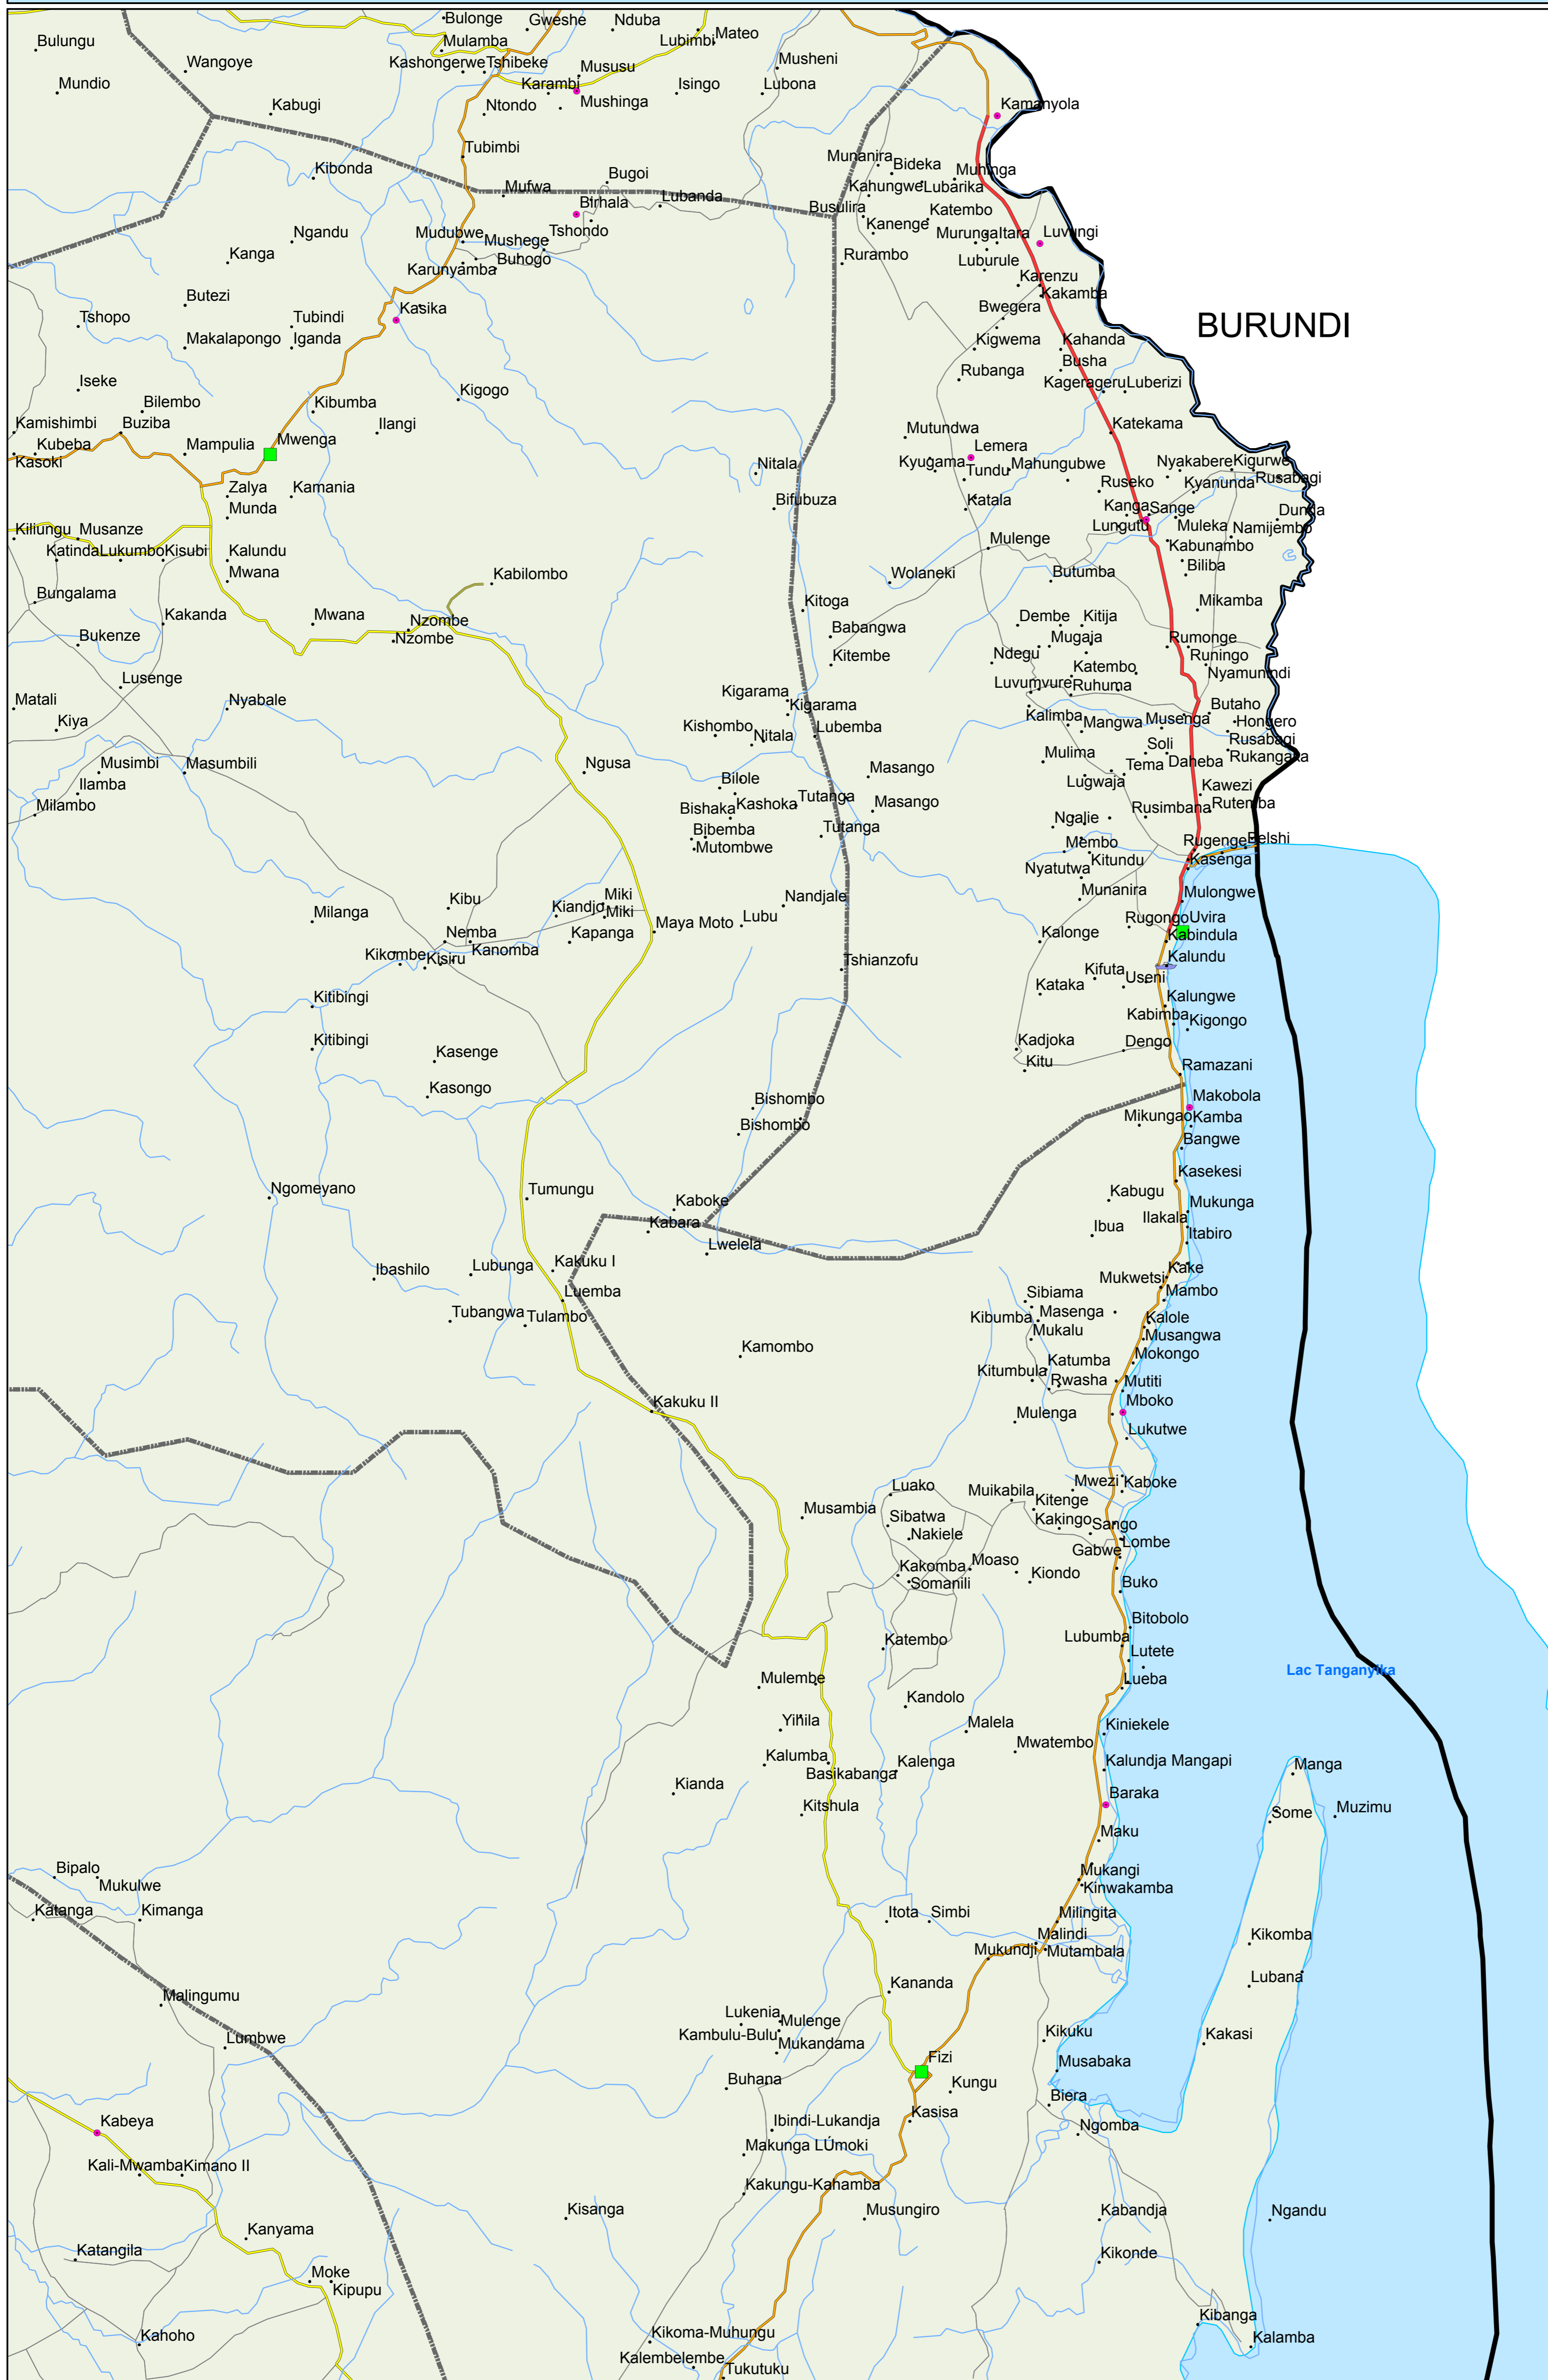 Bulonge
Gweshe
Nduba
Mateo
Bulungu
Mulamba
Lubimbi
Musheni
Wangoye
Kashongerwe
Tshibeke
Mususu
Mundio
Karambi
Isingo
Lubona
Kabugi
Ntondo
Mushinga
Kamanyola
Tubimbi
Munanira
Bideka
Kibonda
Bugoi
Muhinga
Mufwa
Kahungwe
Lubarika
Birhala
Lubanda
Busulira
Katembo
Ngandu
Mudubwe
Mushege
Tshondo
Kanenge
Murunga
Itara
Luvungi
Kanga
Karunyamba
Buhogo
Rurambo
Luburule
Karenzu
Butezi
Kasika
Kakamba
Bwegera
Tshopo
Tubindi
BURUNDI
Makalapongo
Iganda
Kigwema
Kahanda
Busha
Iseke
Kigogo
Rubanga
Kagerageru
Luberizi
Bilembo
Kibumba
Kamishimbi
Buziba
Ilangi
Mutundwa
Katekama
Kubeba
Mampulia
Mwenga
Lemera
Kasoki
Nitala
Kyugama
Tundu
Mahungubwe
Nyakabere
Kigurwe
Rusabagi
Zalya
Kamania
Ruseko
Kyanunda
Munda
Bifubuza
Katala
Kanga
Sange
Dunda
Kiliungu
Musanze
Lungutu
Muleka
Namijembo
Katinda
Lukumbo
Kisubi
Kalundu
Mulenge
Kabunambo
Mwana
Kabilombo
Wolaneki
Butumba
Biliba
Bungalama
Kitoga
Mikamba
Kakanda
Mwana
Nzombe
Babangwa
Dembe
Kitija
Bukenze
Nzombe
Mugaja
Rumonge
Kitembe
Ndegu
Runingo
Katembo
Nyamunindi
Lusenge
Luvumvure
Ruhuma
Matali
Nyabale
Kigarama
Kigarama
Butaho
Kiya
Kalimba
Mangwa
Musenga
Hongero
Kishombo
Nitala
Lubemba
Rusabagi
Musimbi
Masumbili
Ngusa
Masango
Mulima
Soli
Daheba
Rukangaka
Ilamba
Bilole
Tema
Lugwaja
Kawezi
Milambo
Bishaka
Kashoka
Tutanga
Masango
Rusimbana
Rutemba
Bibemba
Tutanga
Ngalie
Mutombwe
Membo
Rugenge
Belshi
Kitundu
Kasenga
Nyatutwa
Kibu
Miki
Nandjale
Munanira
Mulongwe
Milanga
Kiandjo
Miki
Lubu
Rugongo
Uvira
Maya Moto
Nemba
Kapanga
Kalonge
Kabindula
Kikombe
Kisiru
Kanomba
Tshianzofu
Kalundu
Kifuta
Useni
Kitibingi
Kataka
Kalungwe
Kabimba
Kigongo
Kitibingi
Kasenge
Kadjoka
Dengo
Kitu
Ramazani
Kasongo
Bishombo
Makobola
Bishombo
Mikungao
Kamba
Bangwe
Kasekesi
Ngomeyano
Tumungu
Kaboke
Kabugu
Mukunga
Kabara
Ilakala
Ibua
Itabiro
Lwelela
Ibashilo
Lubunga
Kakuku I
Mukwetsi
Kake
Luemba
Sibiama
Mambo
Tubangwa
Tulambo
Kibumba
Masenga
Kalole
Mukalu
Musangwa
Kamombo
Mokongo
Kitumbula
Katumba
Rwasha
Mutiti
Kakuku II
Mboko
Mulenga
Lukutwe
Luako
Muikabila
Mwezi
Kaboke
Musambia
Kitenge
Sibatwa
Kakingo
Sango
Nakiele
Lombe
Gabwe
Kakomba
Moaso
Somanili
Kiondo
Buko
Bitobolo
Katembo
Lubumba
Lutete
Lac Tanganyika
Mulembe
Lueba
Kandolo
Yihila
Malela
Kiniekele
Mwatembo
Kalumba
Kalenga
Kalundja Mangapi
Basikabanga
Manga
Kianda
Baraka
Kitshula
Some
Muzimu
Maku
Bipalo
Mukulwe
Mukangi
Kinwakamba
Katanga
Kimanga
Itota
Simbi
Milingita
Malindi
Kikomba
Mukundji
Mutambala
Kananda
Lubana
Malingumu
Lukenia
Mulenge
Lumbwe
Kambulu-Bulu
Mukandama
Kikuku
Kakasi
Fizi
Musabaka
Buhana
Kungu
Biera
Kabeya
Ibindi-Lukandja
Kasisa
Ngomba
Makunga LUmoki
Kali-Mwamba
Kimano II
Kakungu-Kahamba
Kisanga
Musungiro
Kabandja
Ngandu
Kanyama
Katangila
Kikonde
Moke
Kipupu
Kibanga
Kahoho
Kikoma-Muhungu
Kalamba
Kalembelembe
Tukutuku